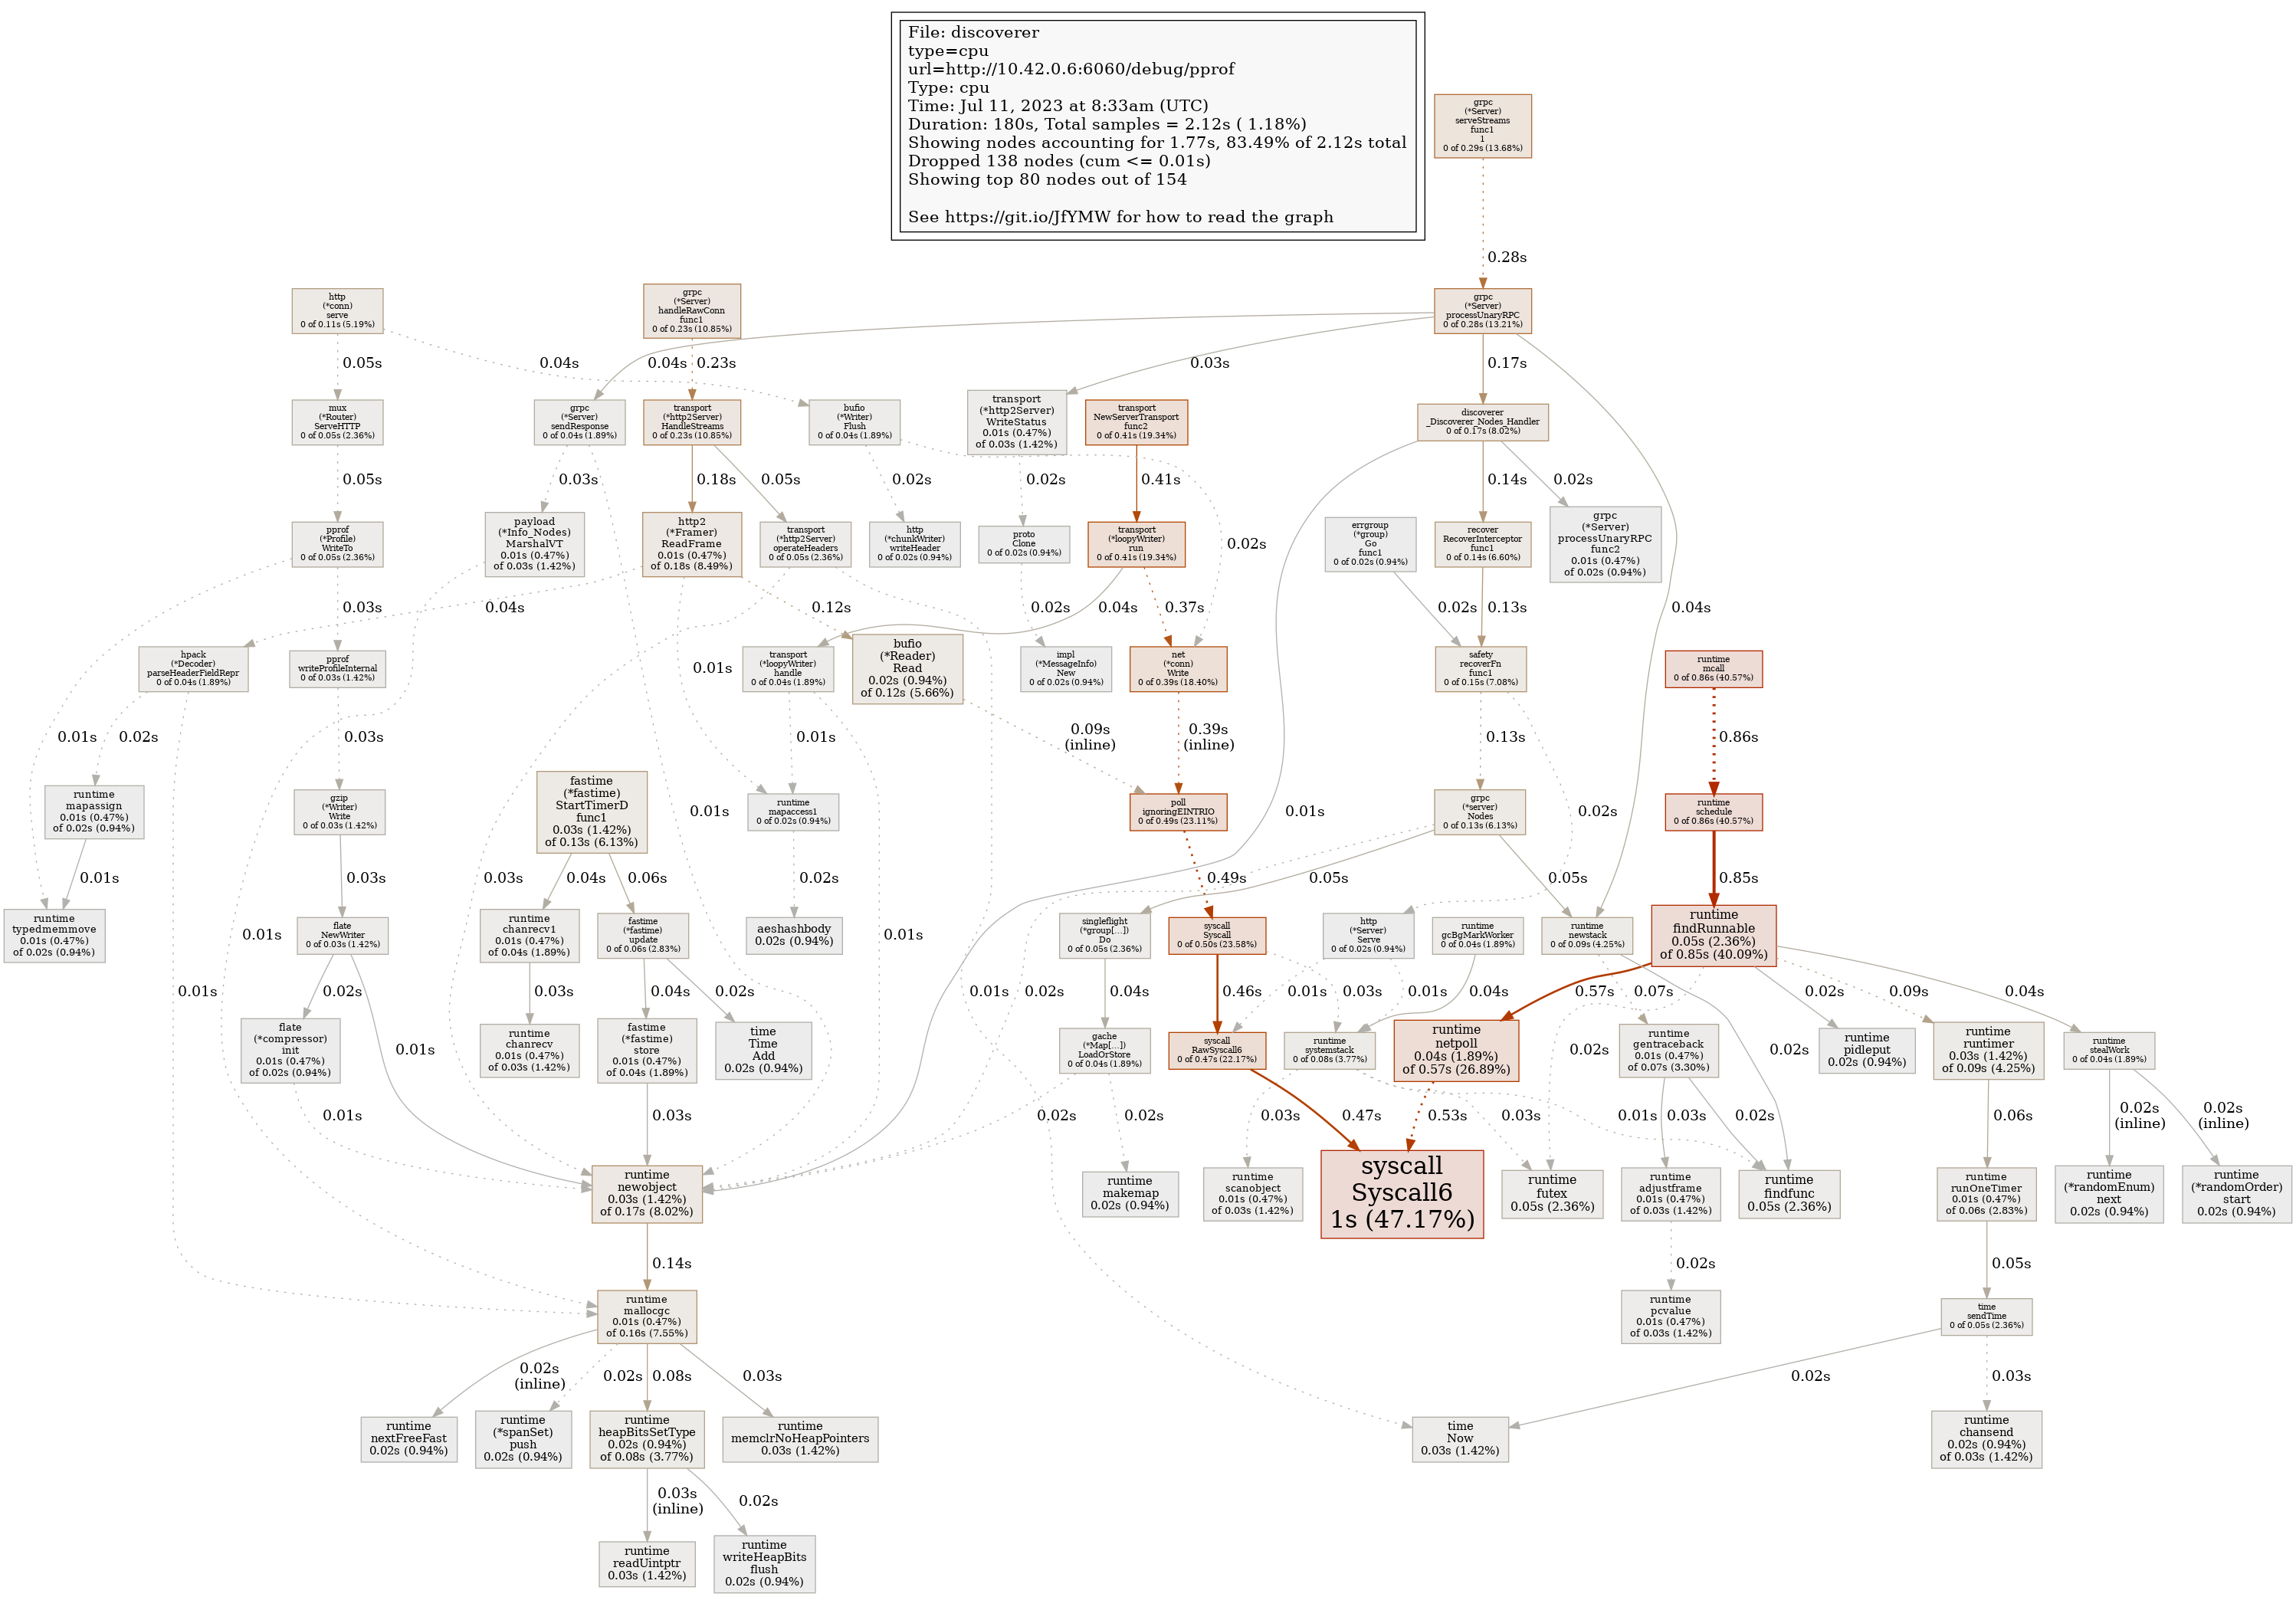 File: discoverer
type=cpu
url=http://10.42.0.6:6060/debug/pprof
Type: cpu
Time: Jul 11, 2023 at 8:33am (UTC)
Duration: 180s, Total samples = 2.12s ( 1.18%)
Showing nodes accounting for 1.77s, 83.49% of 2.12s total
Dropped 138 nodes (cum <= 0.01s)
Showing top 80 nodes out of 154
See https://git.io/JfYMW for how to read the graph
grpc
(*Server)
serveStreams
func1
1
0 of 0.29s (13.68%)
0.28s
http
(*conn)
serve
0 of 0.11s (5.19%)
grpc
(*Server)
handleRawConn
func1
0 of 0.23s (10.85%)
grpc
(*Server)
processUnaryRPC
0 of 0.28s (13.21%)
0.05s
0.04s
0.04s
0.23s
0.03s
0.17s
mux
(*Router)
ServeHTTP
0 of 0.05s (2.36%)
grpc
(*Server)
sendResponse
0 of 0.04s (1.89%)
transport
(*http2Server)
HandleStreams
0 of 0.23s (10.85%)
bufio
(*Writer)
Flush
0 of 0.04s (1.89%)
transport
(*http2Server)
WriteStatus
0.01s (0.47%)
of 0.03s (1.42%)
transport
NewServerTransport
func2
0 of 0.41s (19.34%)
discoverer
_Discoverer_Nodes_Handler
0 of 0.17s (8.02%)
0.05s
0.03s
0.18s
0.05s
0.02s
0.02s
0.41s
0.14s
0.02s
pprof
(*Profile)
WriteTo
0 of 0.05s (2.36%)
payload
(*Info_Nodes)
MarshalVT
0.01s (0.47%)
of 0.03s (1.42%)
http2
(*Framer)
ReadFrame
0.01s (0.47%)
of 0.18s (8.49%)
transport
(*http2Server)
operateHeaders
0 of 0.05s (2.36%)
http
(*chunkWriter)
writeHeader
0 of 0.02s (0.94%)
proto
Clone
0 of 0.02s (0.94%)
transport
(*loopyWriter)
run
0 of 0.41s (19.34%)
0.02s
errgroup
(*group)
Go
func1
0 of 0.02s (0.94%)
recover
RecoverInterceptor
func1
0 of 0.14s (6.60%)
grpc
(*Server)
processUnaryRPC
func2
0.01s (0.47%)
of 0.02s (0.94%)
0.03s
0.04s
0.12s
0.02s
0.04s
0.37s
0.02s
0.13s
0.04s
hpack
(*Decoder)
parseHeaderFieldRepr
0 of 0.04s (1.89%)
pprof
writeProfileInternal
0 of 0.03s (1.42%)
0.01s
transport
(*loopyWriter)
handle
0 of 0.04s (1.89%)
bufio
(*Reader)
Read
0.02s (0.94%)
of 0.12s (5.66%)
impl
(*MessageInfo)
New
0 of 0.02s (0.94%)
net
(*conn)
Write
0 of 0.39s (18.40%)
safety
recoverFn
func1
0 of 0.15s (7.08%)
runtime
mcall
0 of 0.86s (40.57%)
0.01s
0.02s
0.03s
0.01s
0.09s
(inline)
0.39s
(inline)
0.13s
0.86s
runtime
mapassign
0.01s (0.47%)
of 0.02s (0.94%)
gzip
(*Writer)
Write
0 of 0.03s (1.42%)
fastime
(*fastime)
StartTimerD
func1
0.03s (1.42%)
of 0.13s (6.13%)
0.01s
runtime
mapaccess1
0 of 0.02s (0.94%)
poll
ignoringEINTRIO
0 of 0.49s (23.11%)
0.01s
grpc
(*server)
Nodes
0 of 0.13s (6.13%)
0.02s
runtime
schedule
0 of 0.86s (40.57%)
0.01s
0.03s
0.03s
0.04s
0.06s
0.02s
0.49s
0.05s
0.05s
0.85s
runtime
typedmemmove
0.01s (0.47%)
of 0.02s (0.94%)
0.01s
flate
NewWriter
0 of 0.03s (1.42%)
runtime
chanrecv1
0.01s (0.47%)
of 0.04s (1.89%)
fastime
(*fastime)
update
0 of 0.06s (2.83%)
aeshashbody
0.02s (0.94%)
0.01s
singleflight
(*group[...])
Do
0 of 0.05s (2.36%)
syscall
Syscall
0 of 0.50s (23.58%)
http
(*Server)
Serve
0 of 0.02s (0.94%)
runtime
gcBgMarkWorker
0 of 0.04s (1.89%)
runtime
newstack
0 of 0.09s (4.25%)
runtime
findRunnable
0.05s (2.36%)
of 0.85s (40.09%)
0.01s
0.02s
0.03s
0.04s
0.02s
0.01s
0.02s
0.04s
0.46s
0.01s
0.03s
0.01s
0.04s
0.57s
0.07s
0.02s
0.09s
0.04s
flate
(*compressor)
init
0.01s (0.47%)
of 0.02s (0.94%)
0.01s
runtime
chanrecv
0.01s (0.47%)
of 0.03s (1.42%)
fastime
(*fastime)
store
0.01s (0.47%)
of 0.04s (1.89%)
time
Time
Add
0.02s (0.94%)
gache
(*Map[...])
LoadOrStore
0 of 0.04s (1.89%)
syscall
RawSyscall6
0 of 0.47s (22.17%)
runtime
systemstack
0 of 0.08s (3.77%)
runtime
netpoll
0.04s (1.89%)
of 0.57s (26.89%)
0.02s
runtime
gentraceback
0.01s (0.47%)
of 0.07s (3.30%)
0.02s
runtime
pidleput
0.02s (0.94%)
runtime
runtimer
0.03s (1.42%)
of 0.09s (4.25%)
runtime
stealWork
0 of 0.04s (1.89%)
0.01s
0.03s
0.02s
0.02s
0.03s
0.47s
0.53s
0.03s
0.01s
0.03s
0.02s
0.06s
0.02s
(inline)
0.02s
(inline)
runtime
newobject
0.03s (1.42%)
of 0.17s (8.02%)
runtime
makemap
0.02s (0.94%)
runtime
scanobject
0.01s (0.47%)
of 0.03s (1.42%)
syscall
Syscall6
1s (47.17%)
runtime
futex
0.05s (2.36%)
runtime
adjustframe
0.01s (0.47%)
of 0.03s (1.42%)
runtime
findfunc
0.05s (2.36%)
runtime
runOneTimer
0.01s (0.47%)
of 0.06s (2.83%)
runtime
(*randomEnum)
next
0.02s (0.94%)
runtime
(*randomOrder)
start
0.02s (0.94%)
0.14s
0.02s
0.05s
runtime
mallocgc
0.01s (0.47%)
of 0.16s (7.55%)
runtime
pcvalue
0.01s (0.47%)
of 0.03s (1.42%)
time
sendTime
0 of 0.05s (2.36%)
0.02s
(inline)
0.02s
0.08s
0.03s
0.02s
0.03s
runtime
nextFreeFast
0.02s (0.94%)
runtime
(*spanSet)
push
0.02s (0.94%)
runtime
heapBitsSetType
0.02s (0.94%)
of 0.08s (3.77%)
runtime
memclrNoHeapPointers
0.03s (1.42%)
time
Now
0.03s (1.42%)
runtime
chansend
0.02s (0.94%)
of 0.03s (1.42%)
0.03s
(inline)
0.02s
runtime
readUintptr
0.03s (1.42%)
runtime
writeHeapBits
flush
0.02s (0.94%)